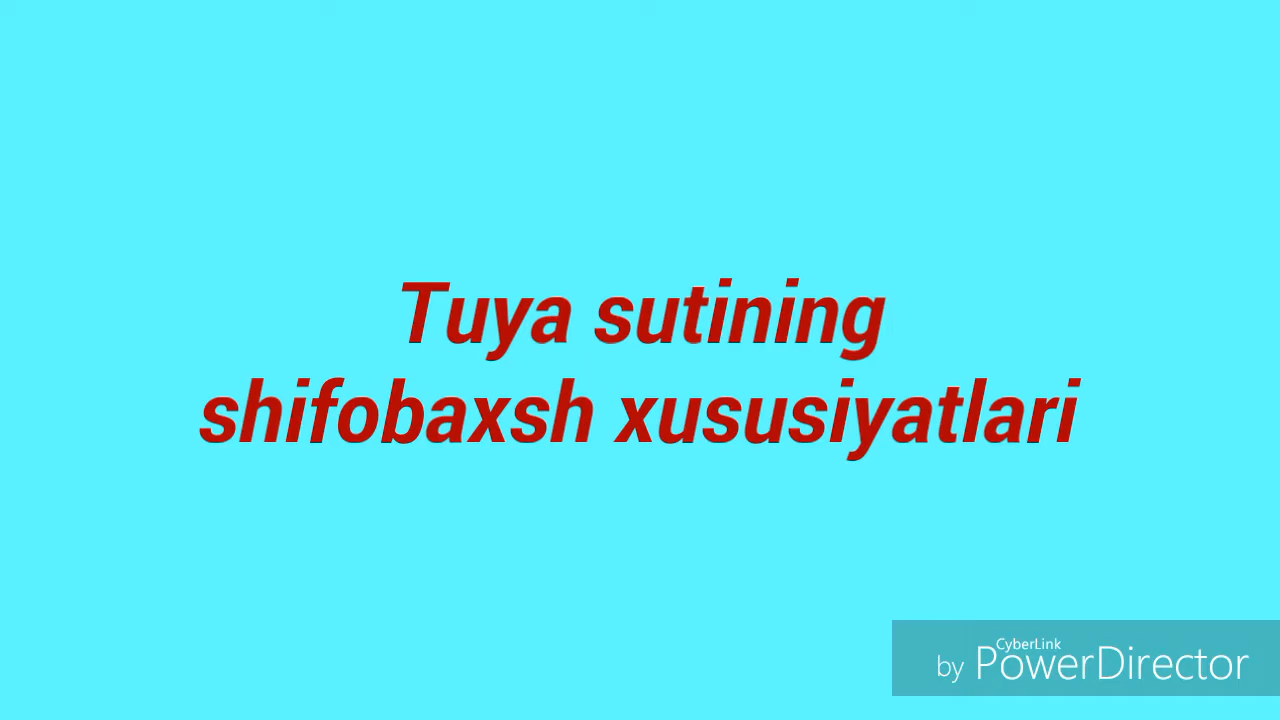 Tuya sutining
shifobaxsh xususiyatlari
CyberLink
by PowerDirector